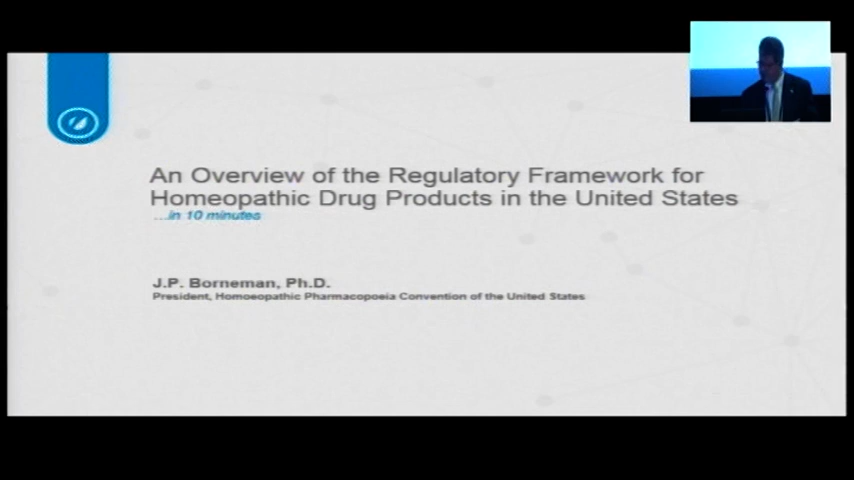 An Overview of the Regulatory Framework for
Homeopathic Drug Products in the United States
...in 10 minutes
J.P. Borneman, Ph.D.
President, Homoeopathic Pharmacopoeia Convention of the United States